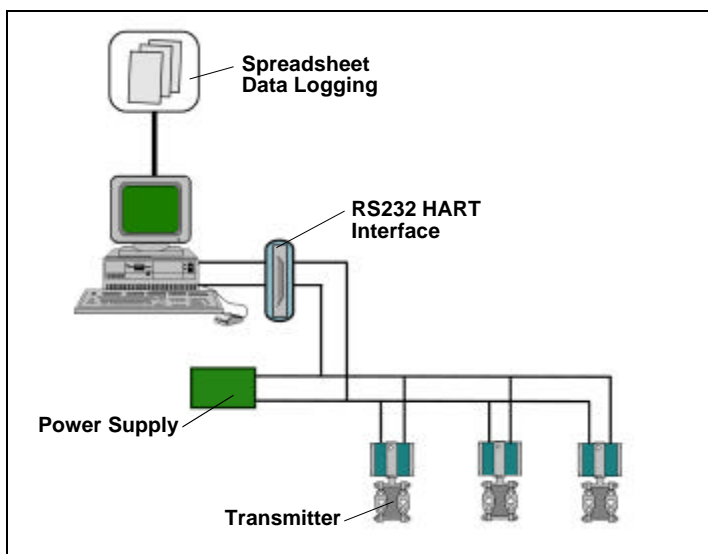 Spreadsheet
Data Logging
RS232 HART
Interface
Power Supply
Transmitter